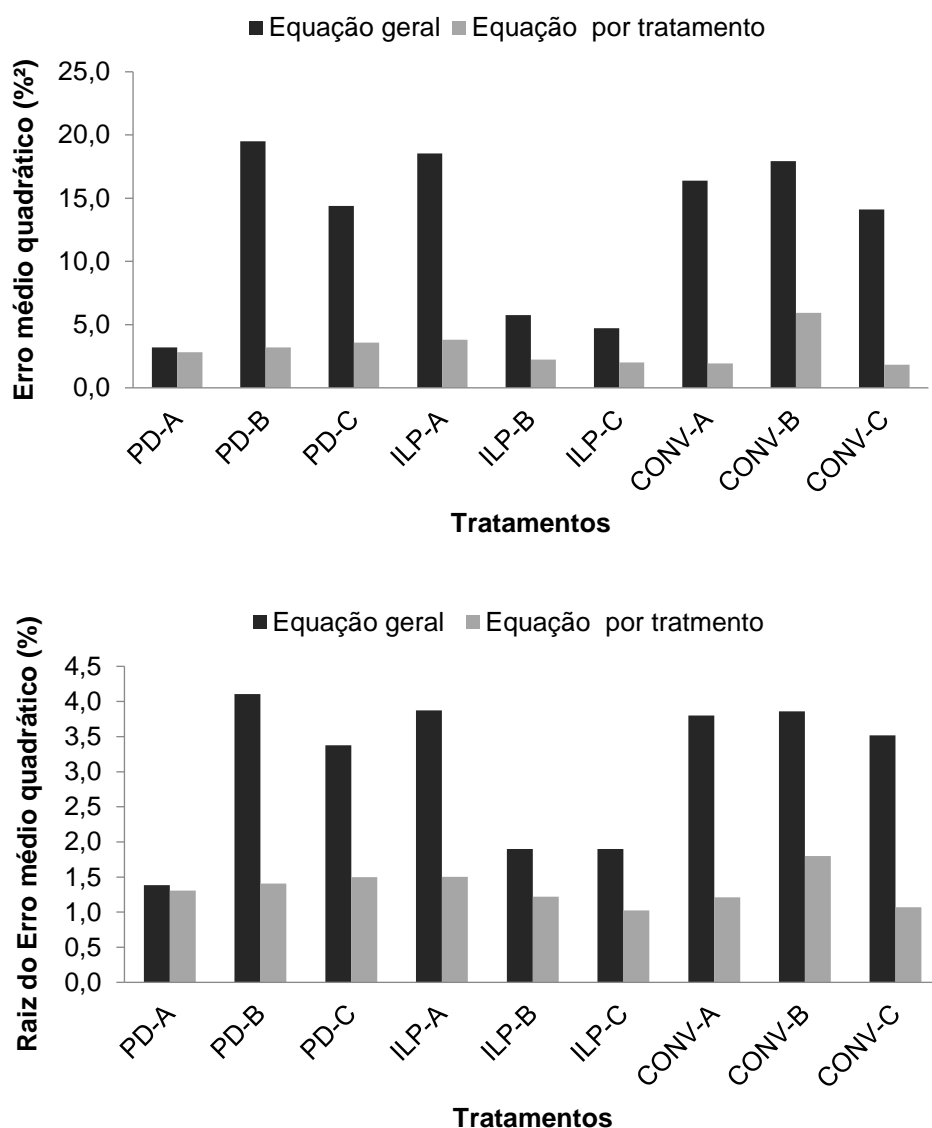 Equação geral Equação por tratamento
Erro médio quadrático (%²)
25,0
20,0
15,0
10,0
5,0
0,0
PD-A PD-B PD-C ILP-A ILP-B ILP-C CONV-A CONV-B CONV-C
Tratamentos
Equação geral Equação por tratmento
Raiz do Erro médio quadrático (%)
4,5
4,0
3,5
3,0
2,5
2,0
1,5
1,0
0,5
0,0
PD-A PD-B PD-C ILP-A ILP-B ILP-C CONV-A CONV-B CONV-C
Tratamentos